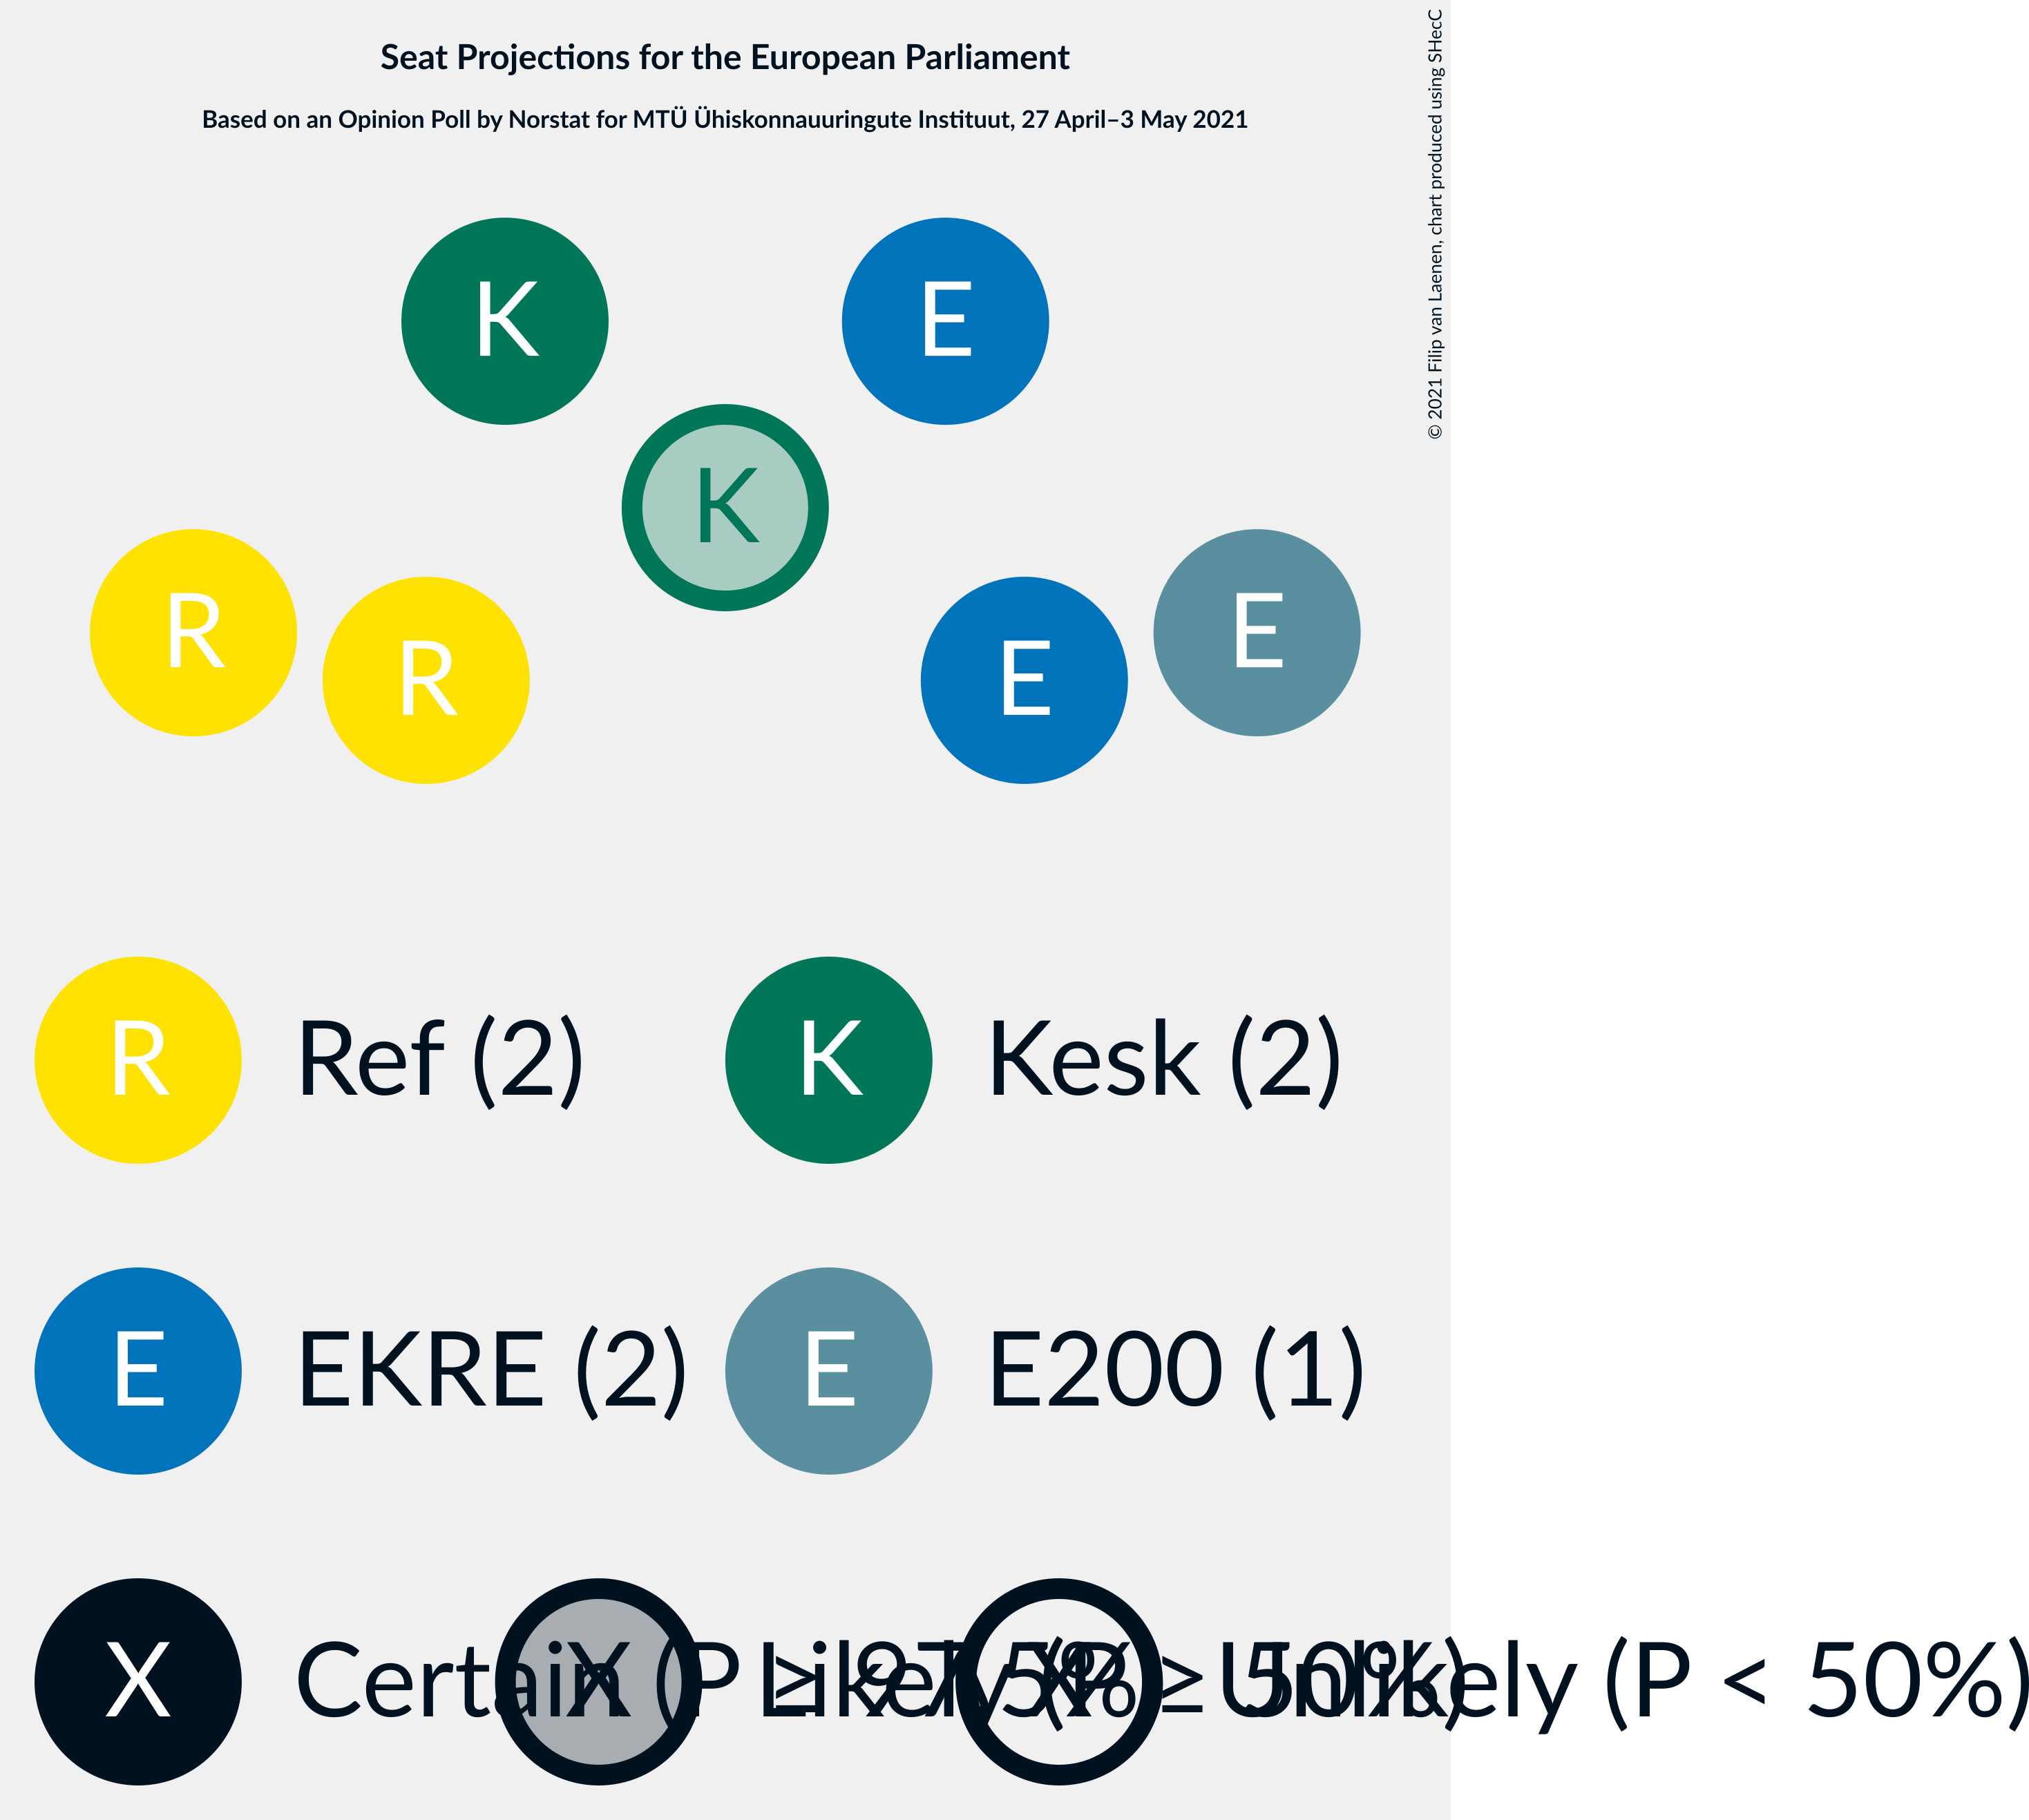 Seat Projections for the European Parliament
Based on an Opinion Poll by Norstat for MTÜ Ühiskonnauuringute Instituut, 27 April–3 May 2021
© 2021 Filip van Laenen, chart produced using SHecC
K
E
K
R
R
E
E
R Ref (2)
K Kesk (2)
E EKRE (2)
E E200 (1)
X Certain (P ≥ 97.5%)
X Likely (P ≥ 50%)
X Unlikely (P < 50%)